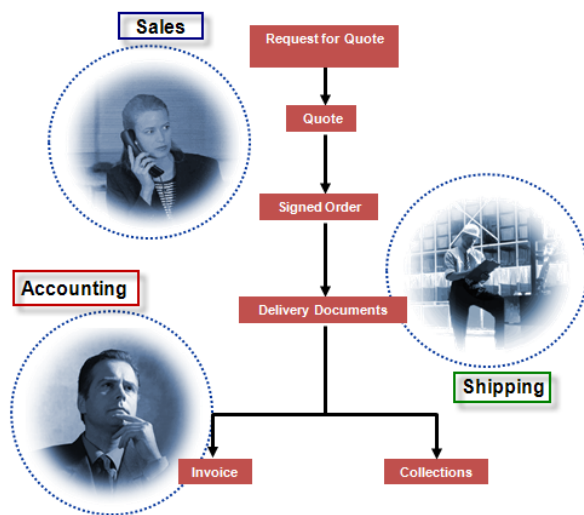 Sales
Request for Quote
Quote
Signed Order
Accounting
Delivery Documents
Shipping
Invoice
Collections